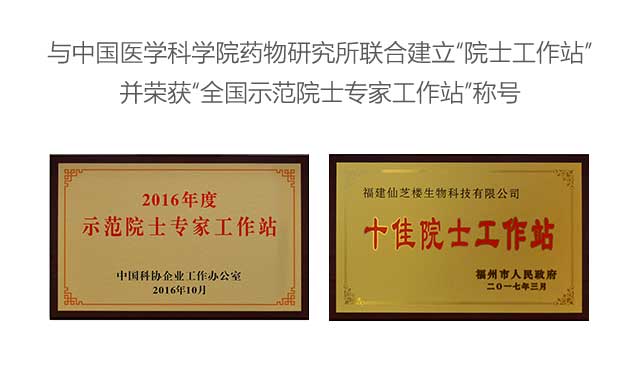 与中国医学科学院药物研究所联合建立“院士工作站”
并荣获“全国示范院士专家工作站”称号
2016年度
示范院士专家工作站
中国科协企业工作办公室
2016年10月
福建仙芝楼生物科技有限公司
十佳院士工作站
福州市人民政府
二〇一七年三月